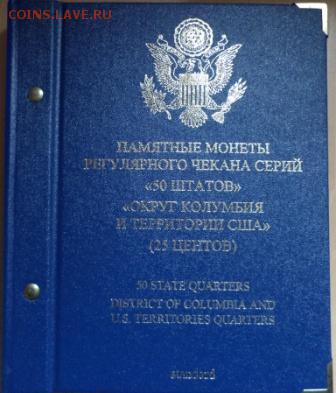 COINS.LAVE.RU
ПАМЯТНЫЕ МОНЕТЫ
РЕГУЛЯРНОГО ЧЕКАНА СЕРИЙ
«50 ШТАТОВ»
«ОКРУГ КОЛУМБИЯ
И ТЕРРИТОРИИ США»
(25 ЦЕНТОВ)
50 STATE QUARTERS
DISTRICT OF COLUMBIA AND
U.S. TERRITORIES QUARTERS
standard